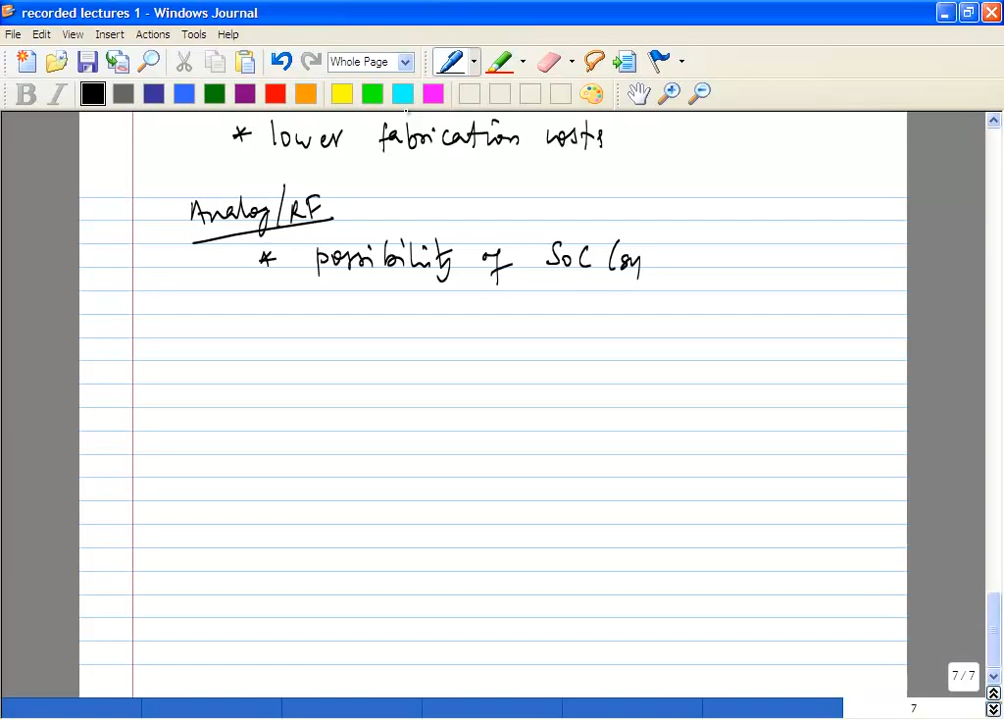 recorded lectures 1 - Windows Journal
File Edit View Insert Actions Tools Help
Whole Page
B I
* lower fabrication costs
Analog/RF
* possibility of SoC (sy
7/7
7